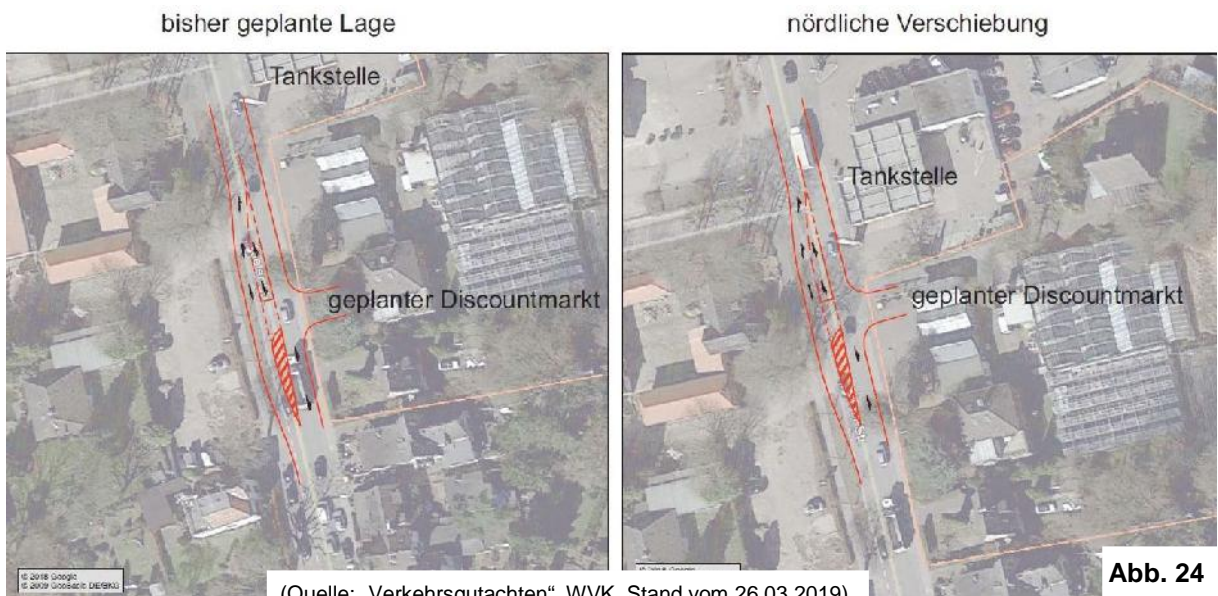 bisher geplante Lage
nördliche Verschiebung
Tankstelle
geplanter Discountmarkt
Tankstelle
geplanter Discountmarkt
© 2018 Google
© 2009 GeoBasis-DE/BKG
(Quelle: „Verkehrsgutachten“, WVK, Stand vom 26.03.2019)
Abb. 24